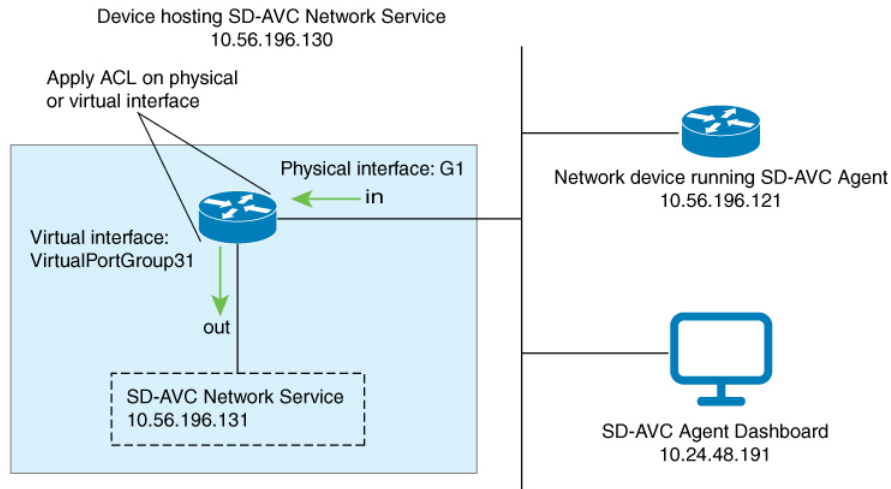 Device hosting SD-AVC Network Service
10.56.196.130
Apply ACL on physical
or virtual interface
Physical interface: G1
in
Network device running SD-AVC Agent
10.56.196.121
Virtual interface:
VirtualPortGroup31
out
SD-AVC Network Service
10.56.196.131
SD-AVC Agent Dashboard
10.24.48.191